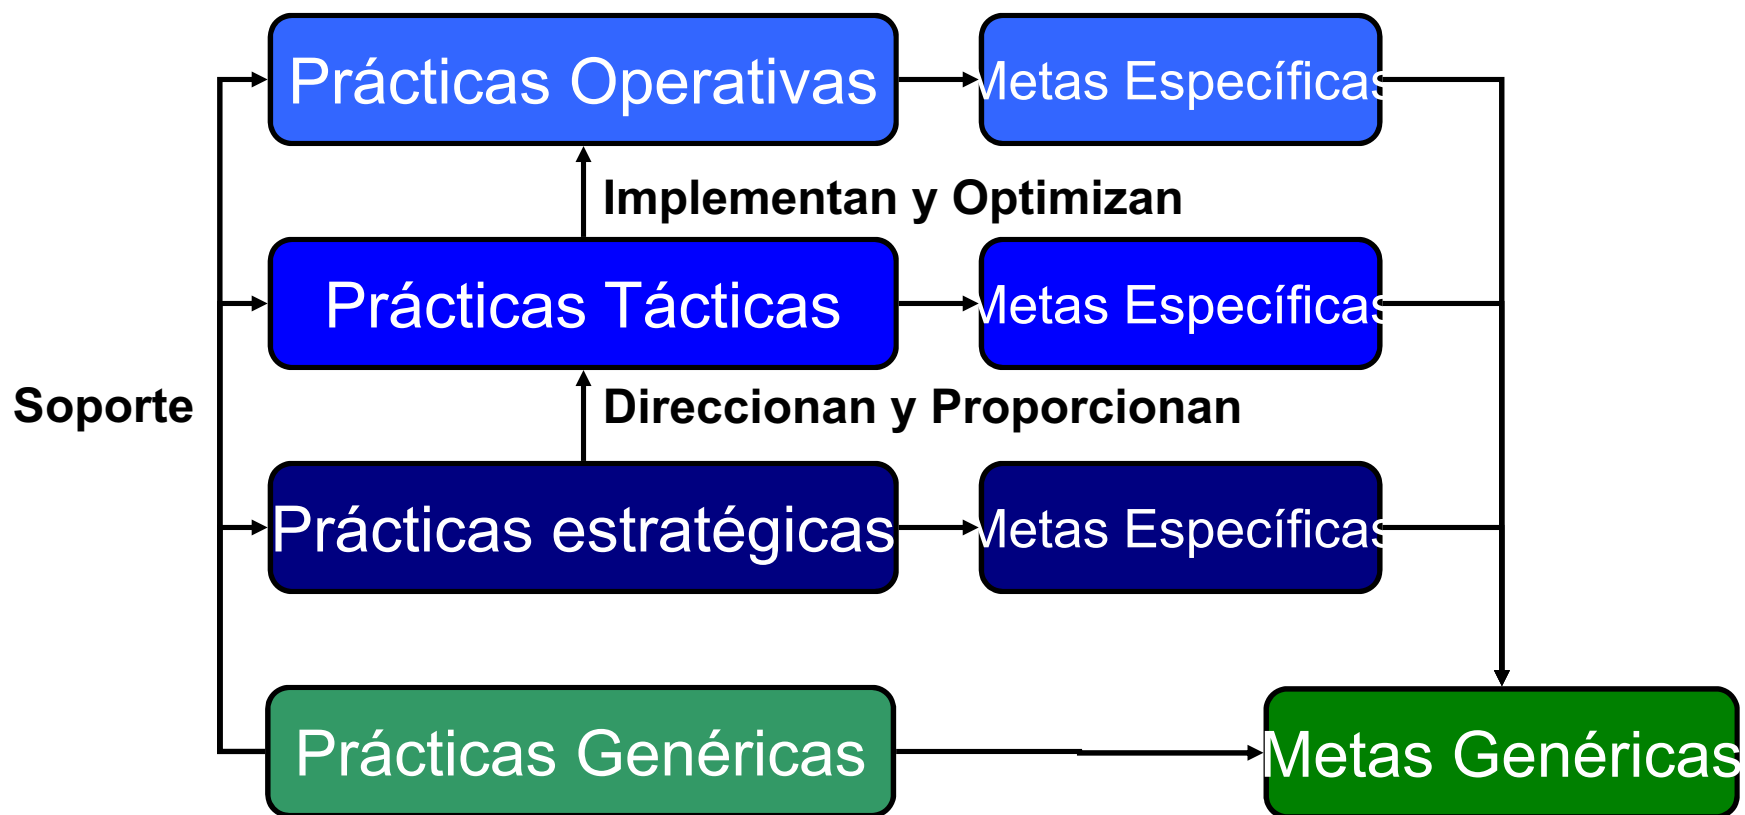 Prácticas Operativas
Metas Específicas
Implementan y Optimizan
Prácticas Tácticas
Metas Específicas
Soporte
Direccionan y Proporcionan
Prácticas estratégicas
Metas Específicas
Prácticas Genéricas
Metas Genéricas